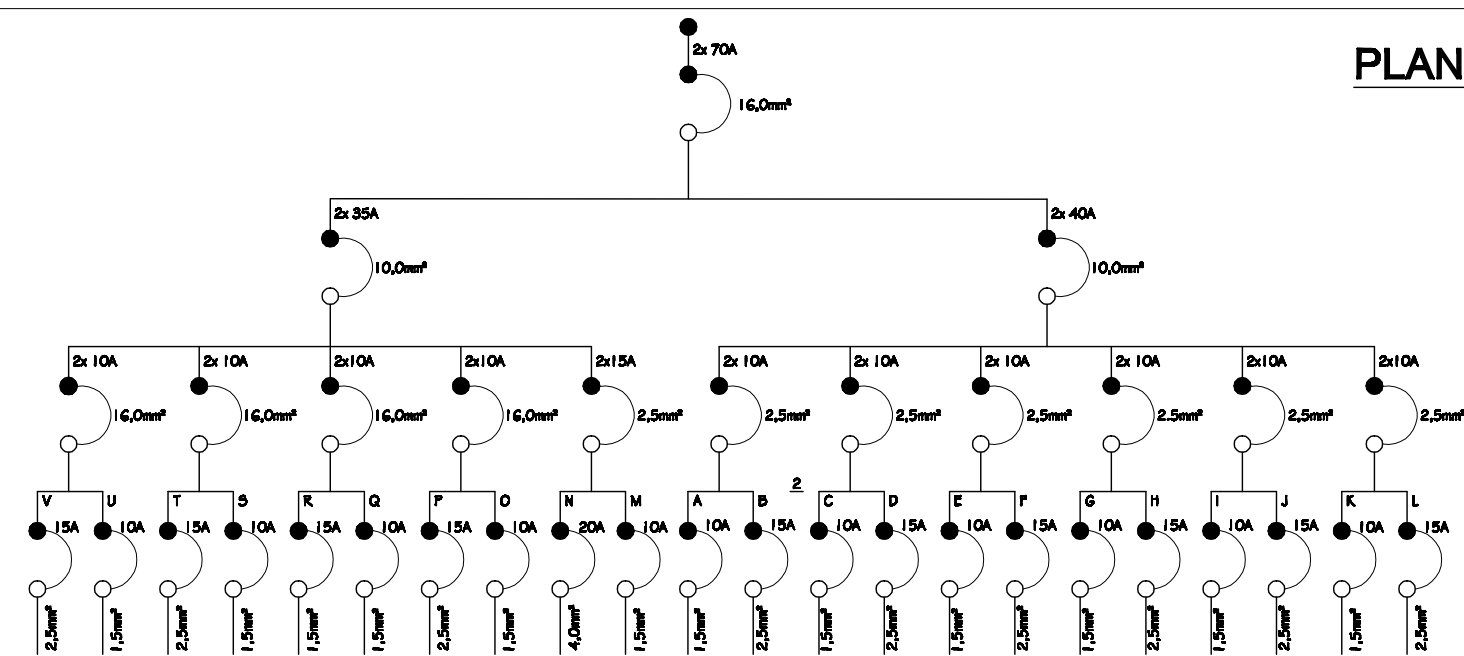 2x 70A
PLAN
16,0mm²
2x 35A
2x 40A
10,0mm²
10,0mm²
2x 10A
2x 10A
2x10A
2x10A
2x15A
2x 10A
2x 10A
2x 10A
2x 10A
2x10A
2x10A
16,0mm²
16,0mm²
16,0mm²
16,0mm²
2,5mm²
2,5mm²
2,5mm²
2,5mm²
2.5mm²
2,5mm²
2,5mm²
2
V U T S R Q P O N M A B C D E F G H I J K L
15A 10A 15A 10A 15A 10A 15A 10A 20A 10A 10A 15A 10A 15A 10A 15A 10A 15A 10A 15A 10A 15A
2,5mm² 1,5mm² 2,5mm² 1,5mm² 1,5mm² 1,5mm² 2,5mm² 1,5mm² 4,0mm² 1,5mm² 1,5mm² 2,5mm² 1,5mm² 2,5mm² 1,5mm² 2,5mm² 1,5mm² 2,5mm² 1,5mm² 2,5mm² 1,5mm² 2,5mm²